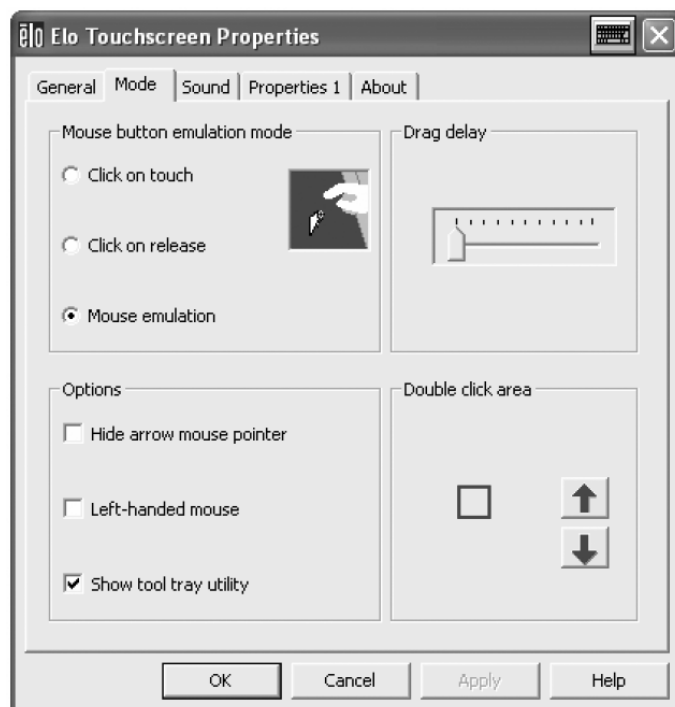 ēlo Elo Touchscreen Properties
General Mode Sound Properties 1 About
Mouse button emulation mode
Click on touch
Click on release
Mouse emulation
Drag delay
Options
Hide arrow mouse pointer
Left-handed mouse
Show tool tray utility
Double click area
OK Cancel Apply Help